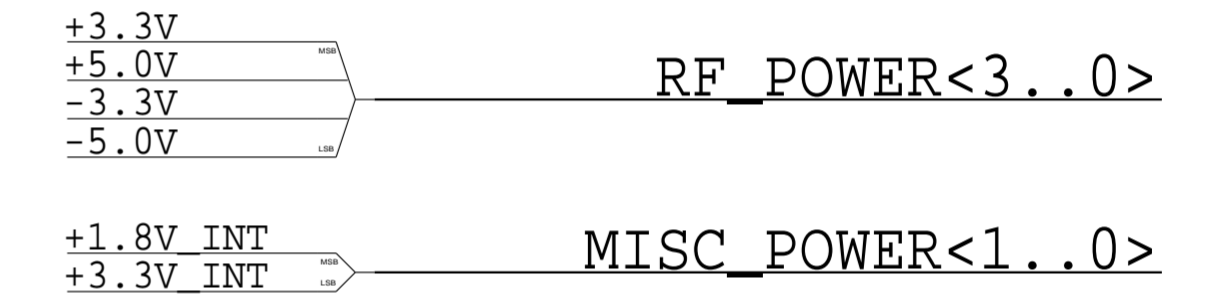 +3.3V
MSB
+5.0V
RF_POWER<3..0>
-3.3V
-5.0V
LSB
+1.8V_INT
MSB
MISC_POWER<1..0>
+3.3V_INT
LSB